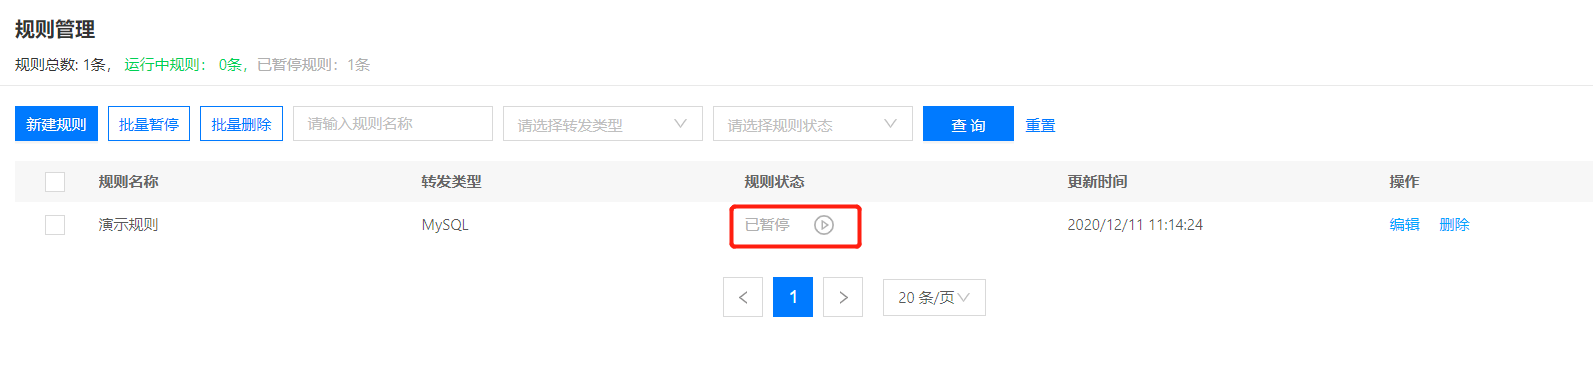 规则管理
规则总数: 1条， 运行中规则： 0条，已暂停规则：1条
新建规则 批量暂停 批量删除 请输入规则名称 请选择转发类型 请选择规则状态 查 询 重置
规则名称 转发类型 规则状态 更新时间 操作
演示规则 MySQL 已暂停 2020/12/11 11:14:24 编辑 删除
< 1 > 20 条/页